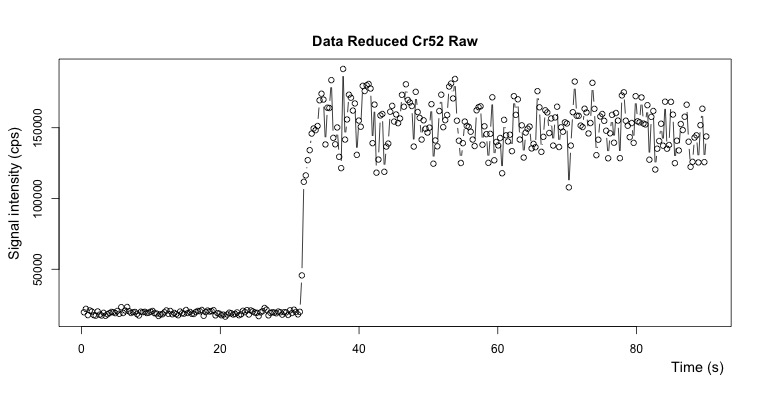 Data Reduced Cr52 Raw
Signal intensity (cps)
150000
100000
50000
0 20 40 60 80
Time (s)